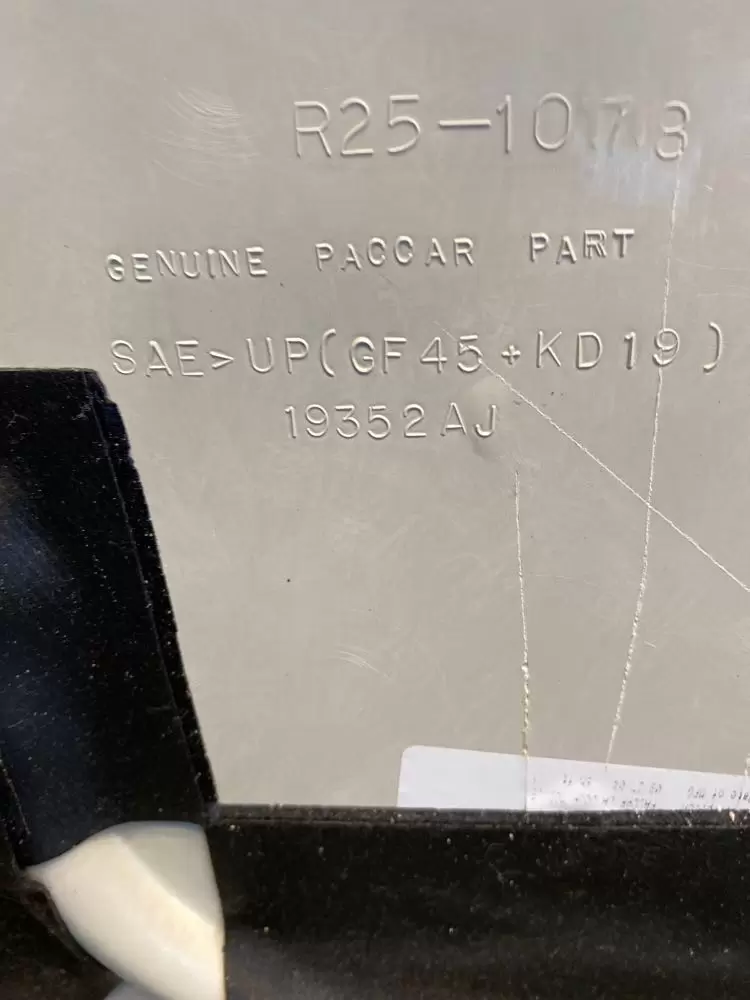 R25-1073
GENUINE PACCAR PART
SAE>UP(GF45+KD19)
19352AJ